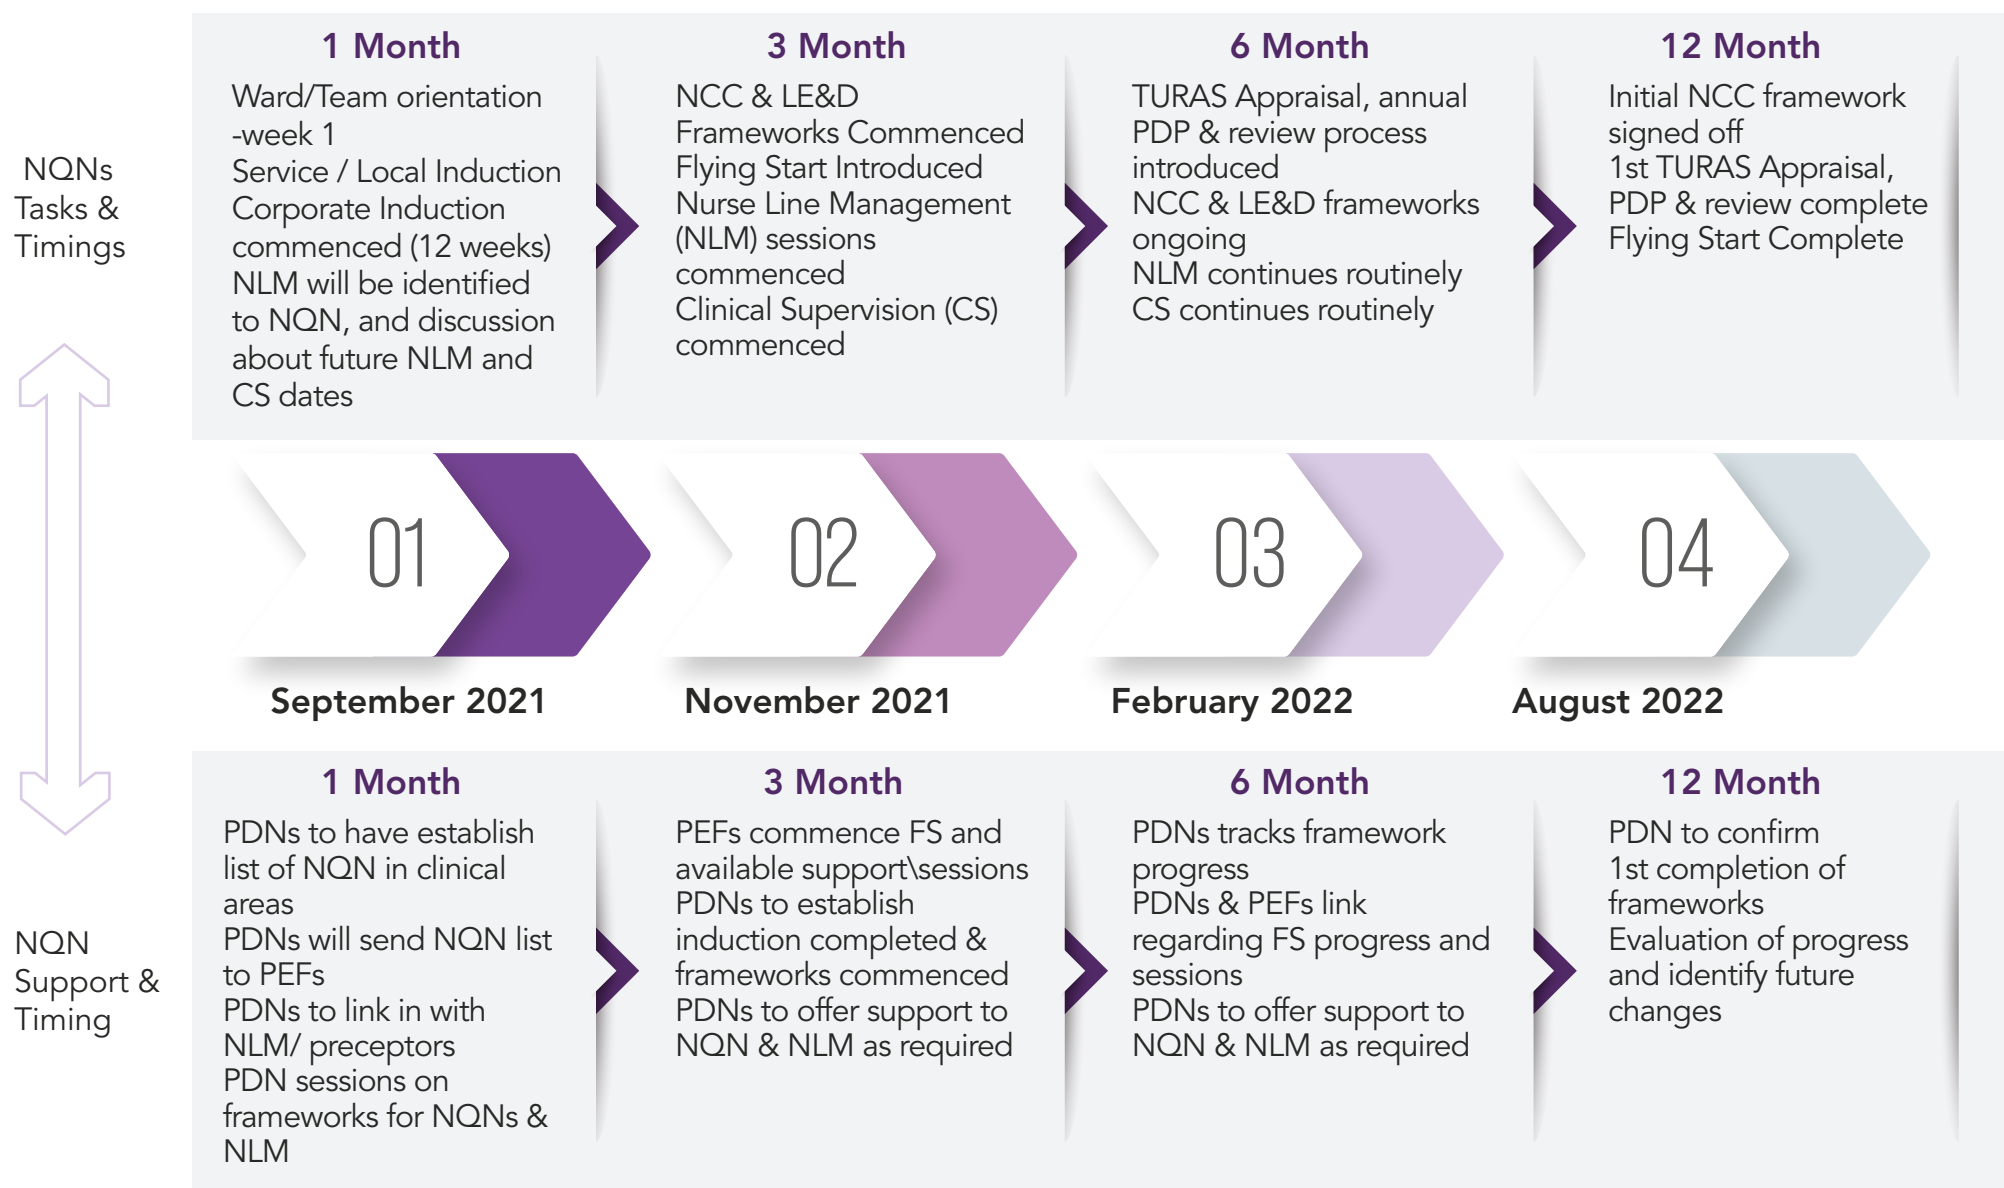 1 Month
Ward/Team orientation
-week 1
Service / Local Induction
Corporate Induction
commenced (12 weeks)
NLM will be identified
to NQN, and discussion
about future NLM and
CS dates
3 Month
NCC & LE&D
Frameworks Commenced
Flying Start Introduced
Nurse Line Management
(NLM) sessions
commenced
Clinical Supervision (CS)
commenced
6 Month
TURAS Appraisal, annual
PDP & review process
introduced
NCC & LE&D frameworks
ongoing
NLM continues routinely
CS continues routinely
12 Month
Initial NCC framework
signed off
1st TURAS Appraisal,
PDP & review complete
Flying Start Complete
NQNs
Tasks &
Timings
01
02
03
04
September 2021
November 2021
February 2022
August 2022
NQN
Support &
Timing
1 Month
PDNs to have establish
list of NQN in clinical
areas
PDNs will send NQN list
to PEFs
PDNs to link in with
NLM/ preceptors
PDN sessions on
frameworks for NQNs &
NLM
3 Month
PEFs commence FS and
available support\sessions
PDNs to establish
induction completed &
frameworks commenced
PDNs to offer support to
NQN & NLM as required
6 Month
PDNs tracks framework
progress
PDNs & PEFs link
regarding FS progress and
sessions
PDNs to offer support to
NQN & NLM as required
12 Month
PDN to confirm
1st completion of
frameworks
Evaluation of progress
and identify future
changes